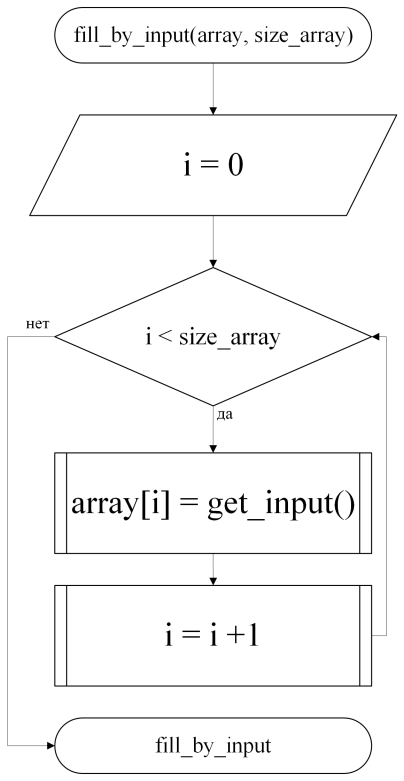 fill_by_input(array, size_array)
i = 0
i < size_array
нет
да
array[i] = get_input()
i = i +1
fill_by_input